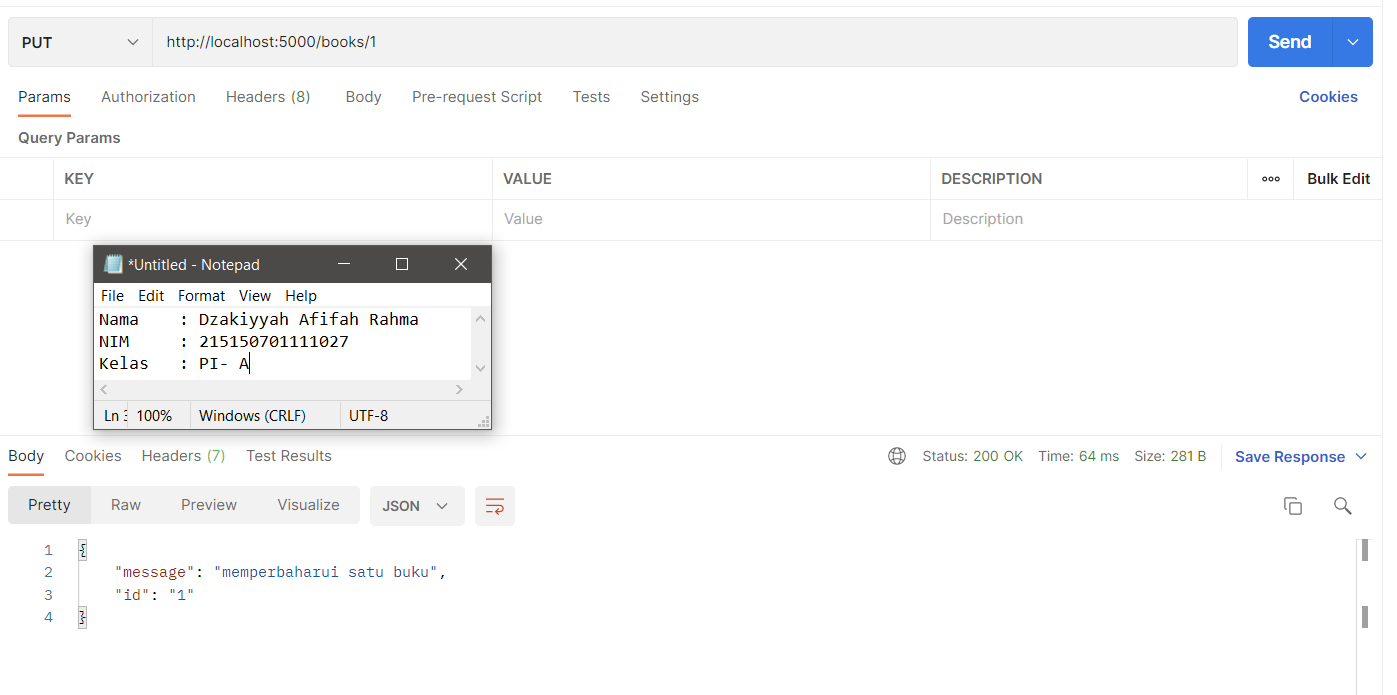 PUT http://localhost:5000/books/1 Send
Params Authorization Headers (8) Body Pre-request Script Tests Settings Cookies
Query Params
KEY VALUE DESCRIPTION ooo Bulk Edit
Key Value Description
*Untitled - Notepad
File Edit Format View Help
Nama : Dzakiyyah Afifah Rahma
NIM : 215150701111027
Kelas : PI- A
Ln 100% Windows (CRLF) UTF-8
Body Cookies Headers (7) Test Results Status: 200 OK Time: 64 ms Size: 281 B Save Response
Pretty Raw Preview Visualize JSON
1 {
2 "message": "memperbaharui satu buku",
3 "id": "1"
4 }